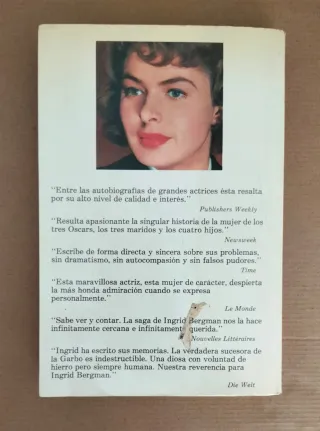 "Entre las autobiografías de grandes actrices ésta resalta
por su alto nivel de calidad e interés."
Publishers Weekly
"Resulta apasionante la singular historia de la mujer de los
tres Oscars, los tres maridos y los cuatro hijos."
Newsweek
"Escribe de forma directa y sincera sobre sus problemas,
sin dramatismo, sin autocompasión y sin falsos pudores."
Time
"Esta maravillosa actriz, esta mujer de carácter, despierta
la más honda admiración cuando se expresa
personalmente."
Le Monde
"Sabe ver y contar. La saga de Ingrid Bergman nos la hace
infinitamente cercana e infinitamente querida."
Nouvelles Littéraires
"Ingrid ha escrito sus memorias. La verdadera sucesora de
la Garbo es indestructible. Una diosa con voluntad de
hierro pero siempre humana. Nuestra reverencia para
Ingrid Bergman."
Die Welt